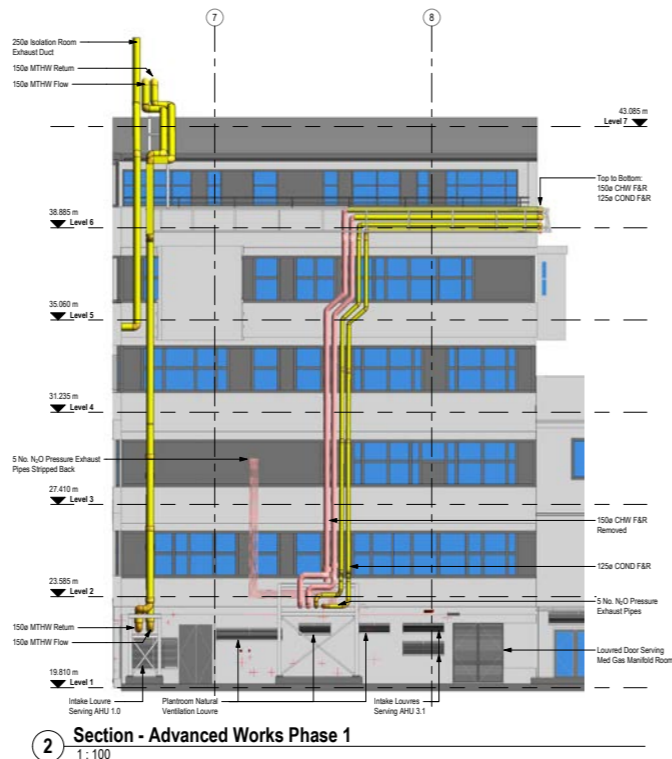 7
8
250ø Isolation Room
Exhaust Duct
150ø MTHW Return
150ø MTHW Flow
43.085 m
Level 7
Top to Bottom:
150ø CHW F&R
125ø COND F&R
38.885 m
Level 6
35.060 m
Level 5
31.235 m
Level 4
5 No. N₂O Pressure Exhaust
Pipes Stripped Back
27.410 m
Level 3
150ø CHW F&R
Removed
125ø COND F&R
23.585 m
Level 2
5 No. N₂O Pressure
Exhaust Pipes
150ø MTHW Return
150ø MTHW Flow
Louvred Door Serving
Med Gas Manifold Room
19.810 m
Level 1
Intake Louvre
Serving AHU 1.0
Plantroom Natural
Ventilation Louvre
Intake Louvres
Serving AHU 3.1
2
Section - Advanced Works Phase 1
1 : 100